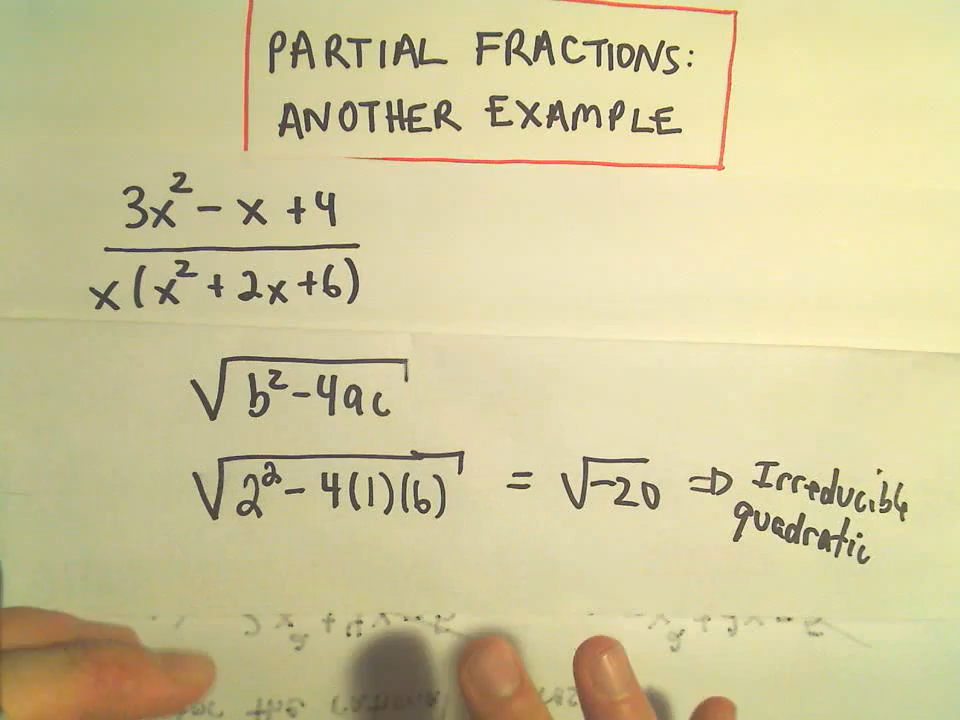 PARTIAL FRACTIONS:
ANOTHER EXAMPLE
3x² - x + 4
x(x² + 2x + 6)
√b² - 4ac
√2² - 4(1)(6) = √-20 ⇒ Irreducible
quadratic